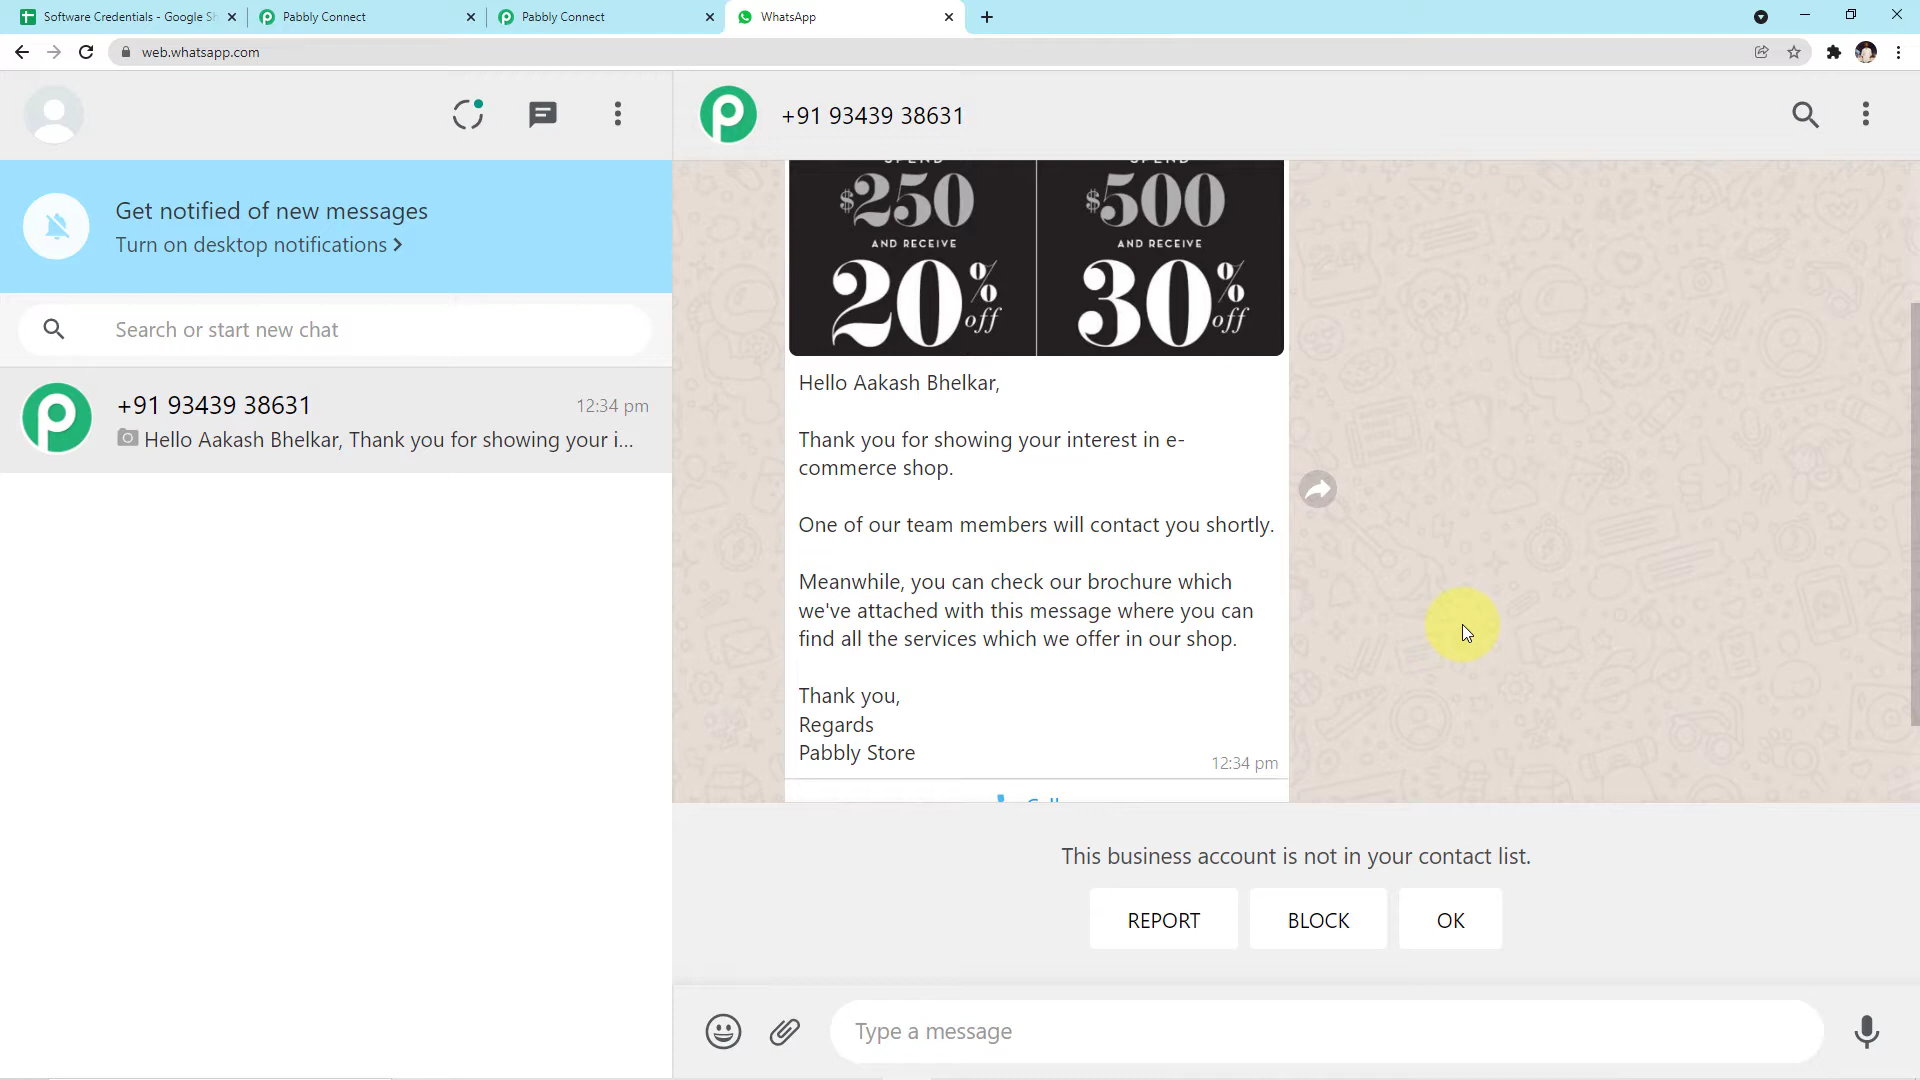 Software Credentials - Google Sh
Pabbly Connect
Pabbly Connect
WhatsApp
web.whatsapp.com
+91 93439 38631
Get notified of new messages
Turn on desktop notifications
Search or start new chat
+91 93439 38631
12:34 pm
Hello Aakash Bhelkar, Thank you for showing your i...
SPEND SPEND
$250 $500
AND RECEIVE AND RECEIVE
20% off 30% off
Hello Aakash Bhelkar,
Thank you for showing your interest in e-
commerce shop.
One of our team members will contact you shortly.
Meanwhile, you can check our brochure which
we've attached with this message where you can
find all the services which we offer in our shop.
Thank you,
Regards
Pabbly Store
12:34 pm
This business account is not in your contact list.
REPORT BLOCK OK
Type a message